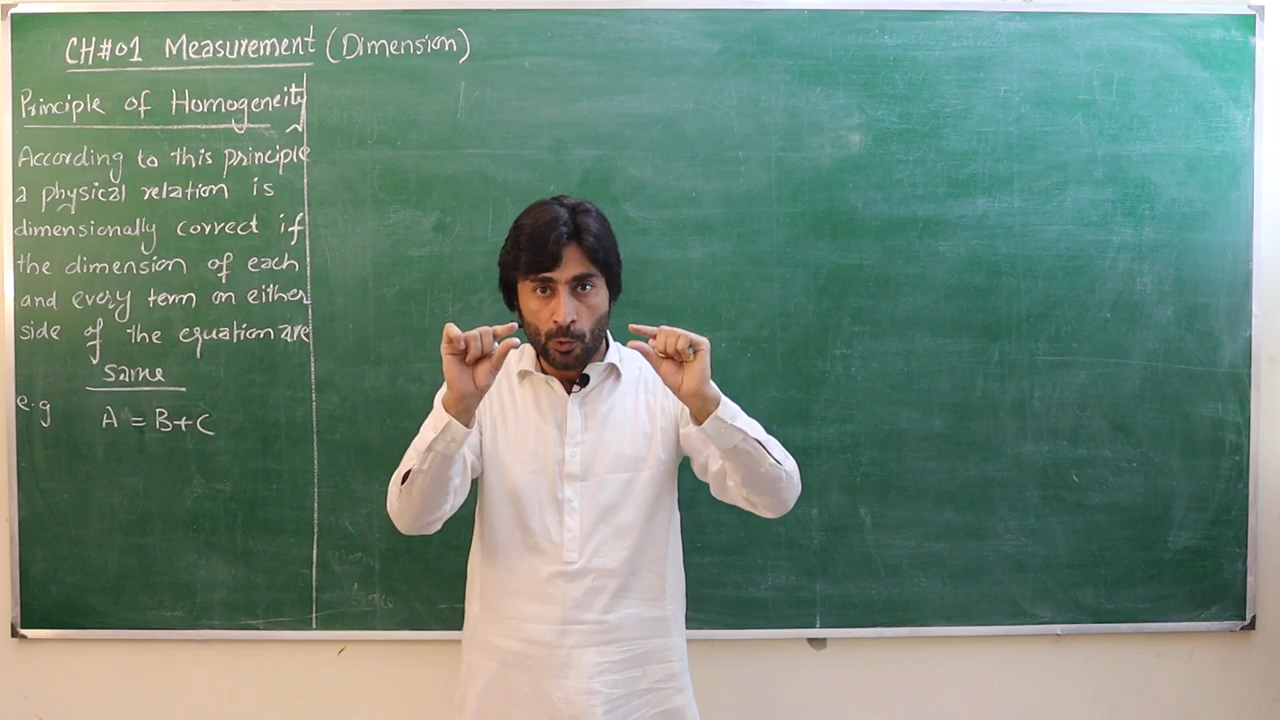 CH#01 Measurement (Dimension)
Principle of Homogeneity
According to this principle
a physical relation is
dimensionally correct if
the dimension of each
and every term on either
side of the equation are
same
e.g A = B+C